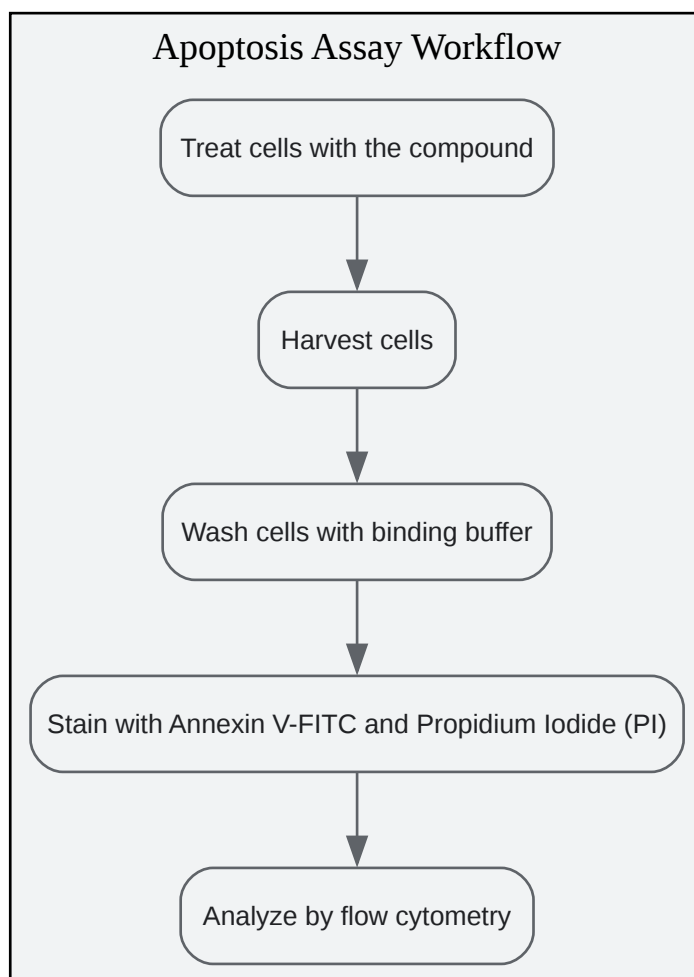 Apoptosis Assay Workflow
Treat cells with the compound
Harvest cells
Wash cells with binding buffer
Stain with Annexin V-FITC and Propidium Iodide (PI)
Analyze by flow cytometry